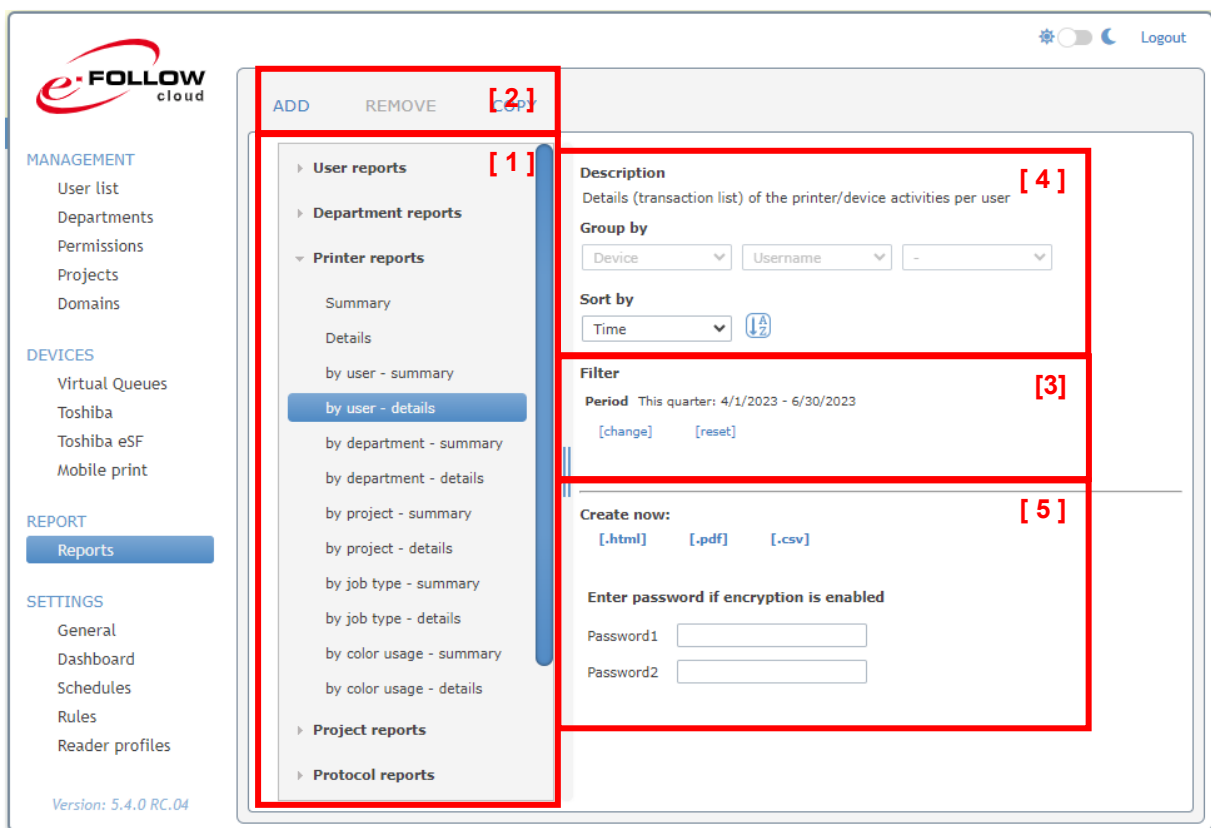 Logout
e-FOLLOW
cloud
ADD REMOVE COPY
[ 2 ]
MANAGEMENT
User list
Departments
Permissions
Projects
Domains
DEVICES
Virtual Queues
Toshiba
Toshiba eSF
Mobile print
REPORT
Reports
SETTINGS
General
Dashboard
Schedules
Rules
Reader profiles
Version: 5.4.0 RC.04
[ 1 ]
User reports
Department reports
Printer reports
Summary
Details
by user - summary
by user - details
by department - summary
by department - details
by project - summary
by project - details
by job type - summary
by job type - details
by color usage - summary
by color usage - details
Project reports
Protocol reports
[ 4 ]
Description
Details (transaction list) of the printer/device activities per user
Group by
Device Username -
Sort by
Time A Z
[3]
Filter
Period This quarter: 4/1/2023 - 6/30/2023
[change] [reset]
[ 5 ]
Create now:
[.html] [.pdf] [.csv]
Enter password if encryption is enabled
Password1
Password2